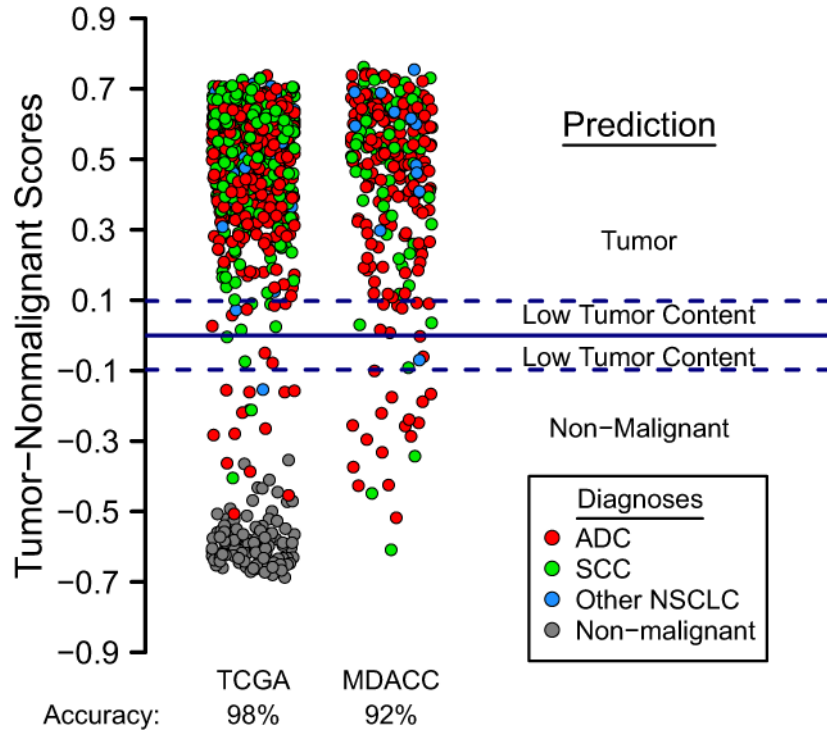 0.9
0.7
0.5
0.3
0.1
−0.1
−0.3
−0.5
−0.7
−0.9
Tumor−Nonmalignant Scores
Prediction
Tumor
Low Tumor Content
Low Tumor Content
Non−Malignant
Diagnoses
ADC
SCC
Other NSCLC
Non−malignant
TCGA MDACC
Accuracy: 98% 92%